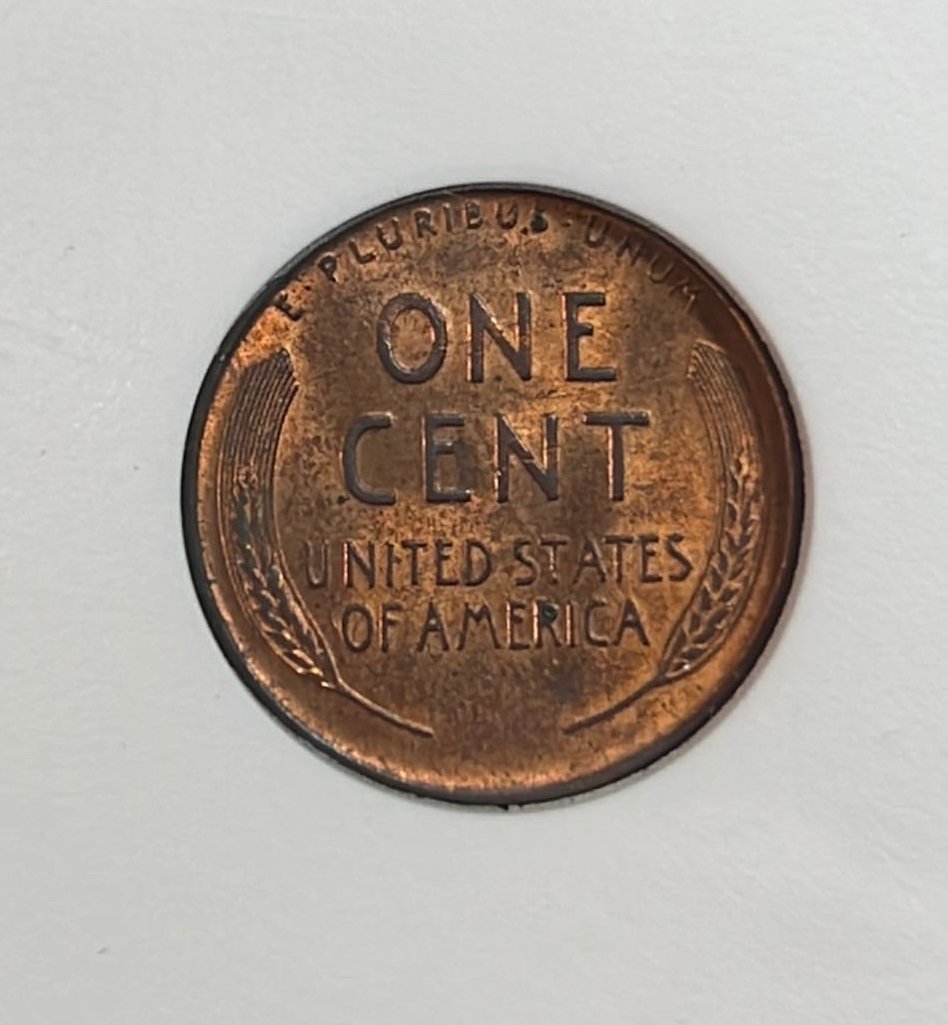 E·PLURIBUS·UNUM
ONE
CENT
UNITED STATES
OF AMERICA